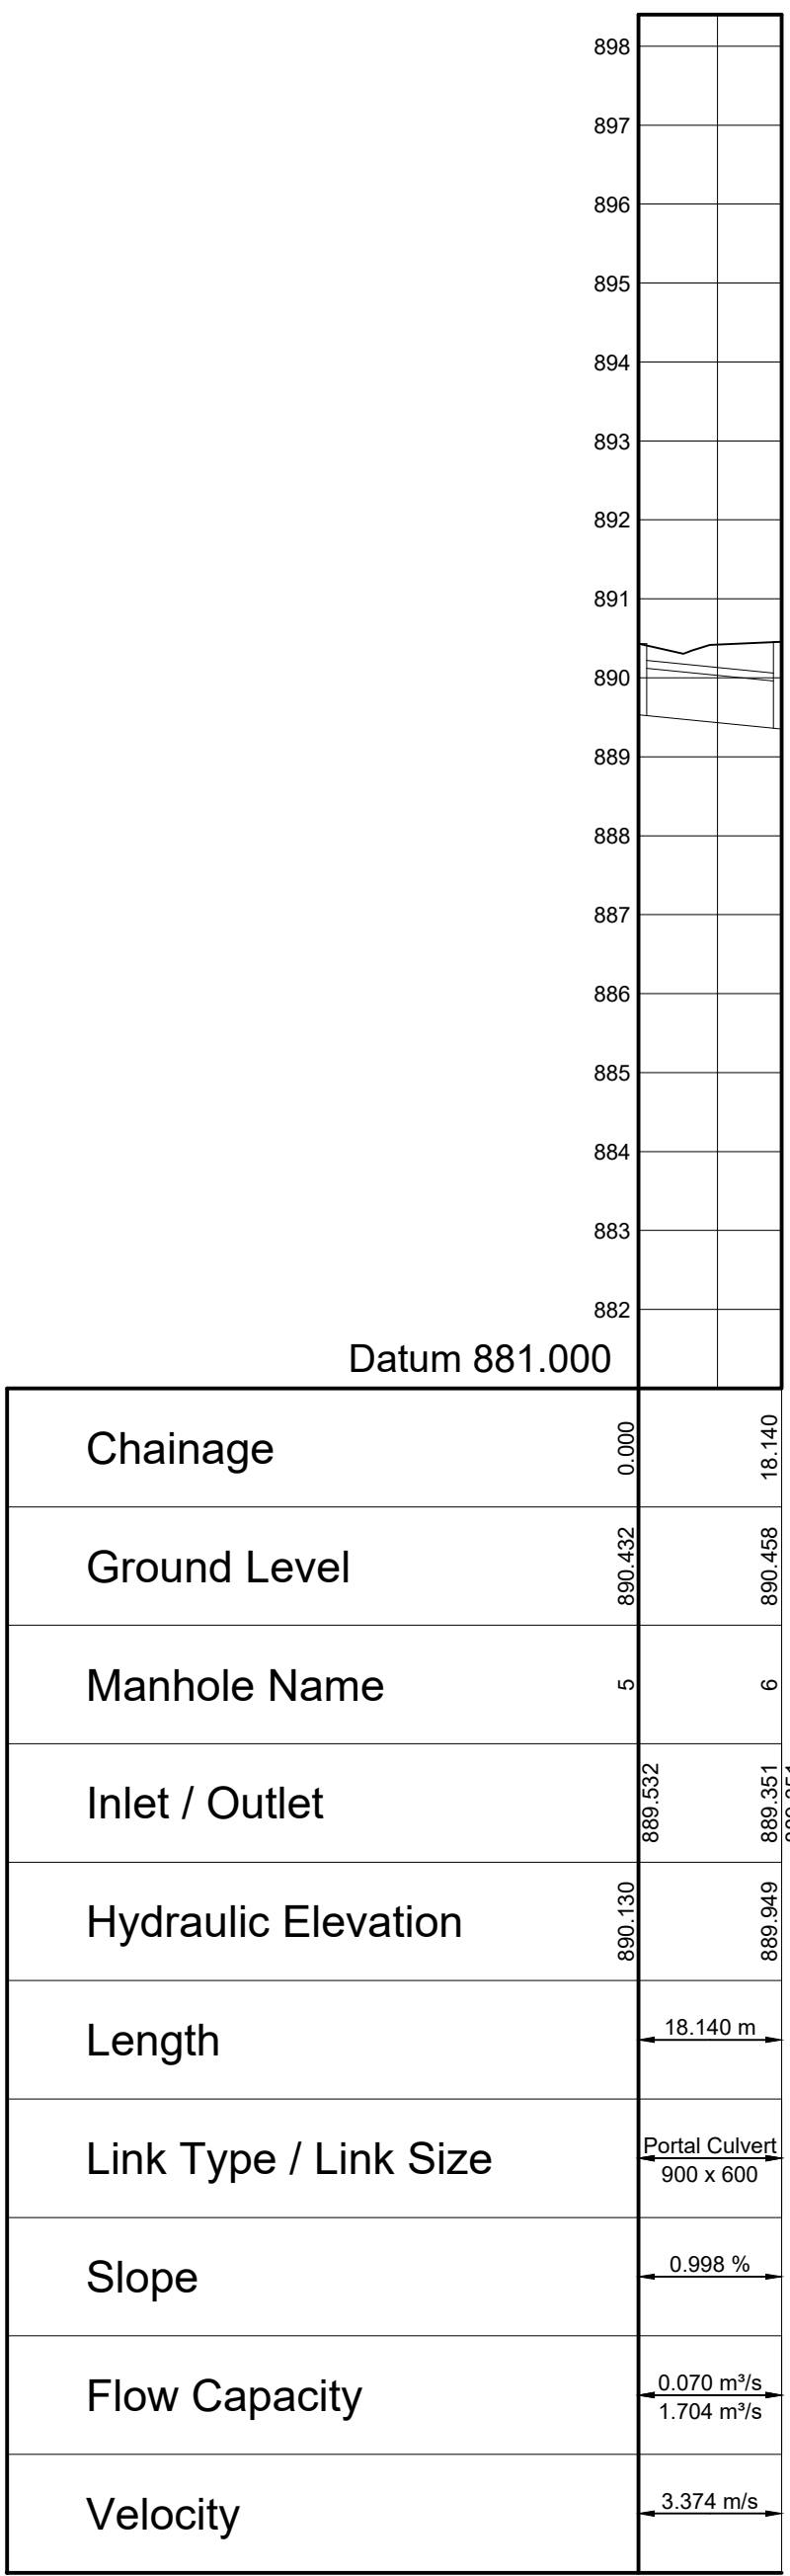 898
897
896
895
894
893
892
891
890
889
888
887
886
885
884
883
882
Datum 881.000
Chainage 0.000 18.140
Ground Level 890.432 890.458
Manhole Name 5 6
Inlet / Outlet 889.532 889.351
Hydraulic Elevation 890.130 889.949
Length 18.140 m
Link Type / Link Size Portal Culvert
900 x 600
Slope 0.998 %
Flow Capacity 0.070 m³/s
1.704 m³/s
Velocity 3.374 m/s